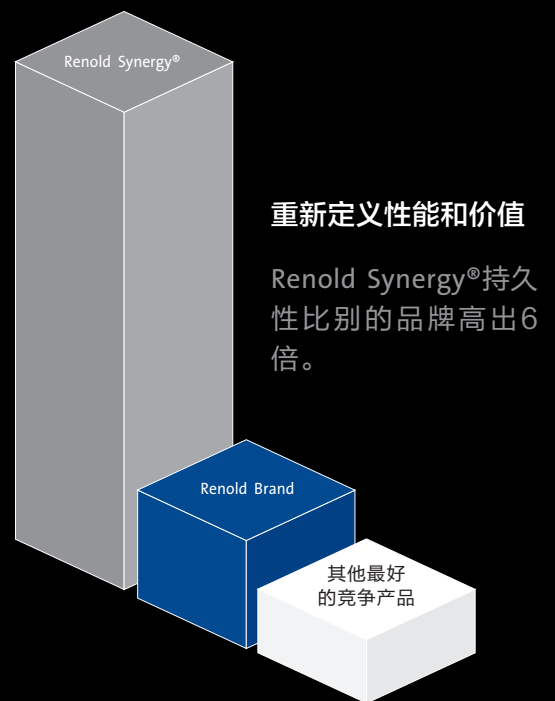 Renold Synergy®
重新定义性能和价值
Renold Synergy®持久
性比别的品牌高出6
倍。
Renold Brand
其他最好
的竞争产品